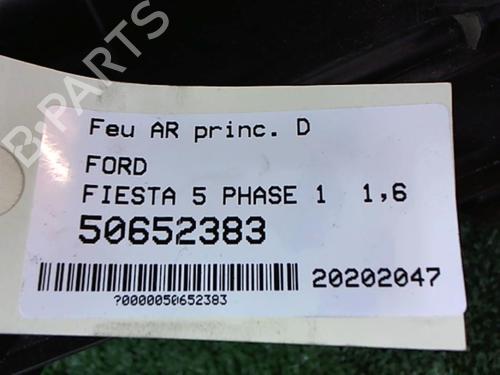 Feu AR princ. D
FORD
FIESTA 5 PHASE 1 1,6
50652383
20202047
?0000050652383
B-PARTS